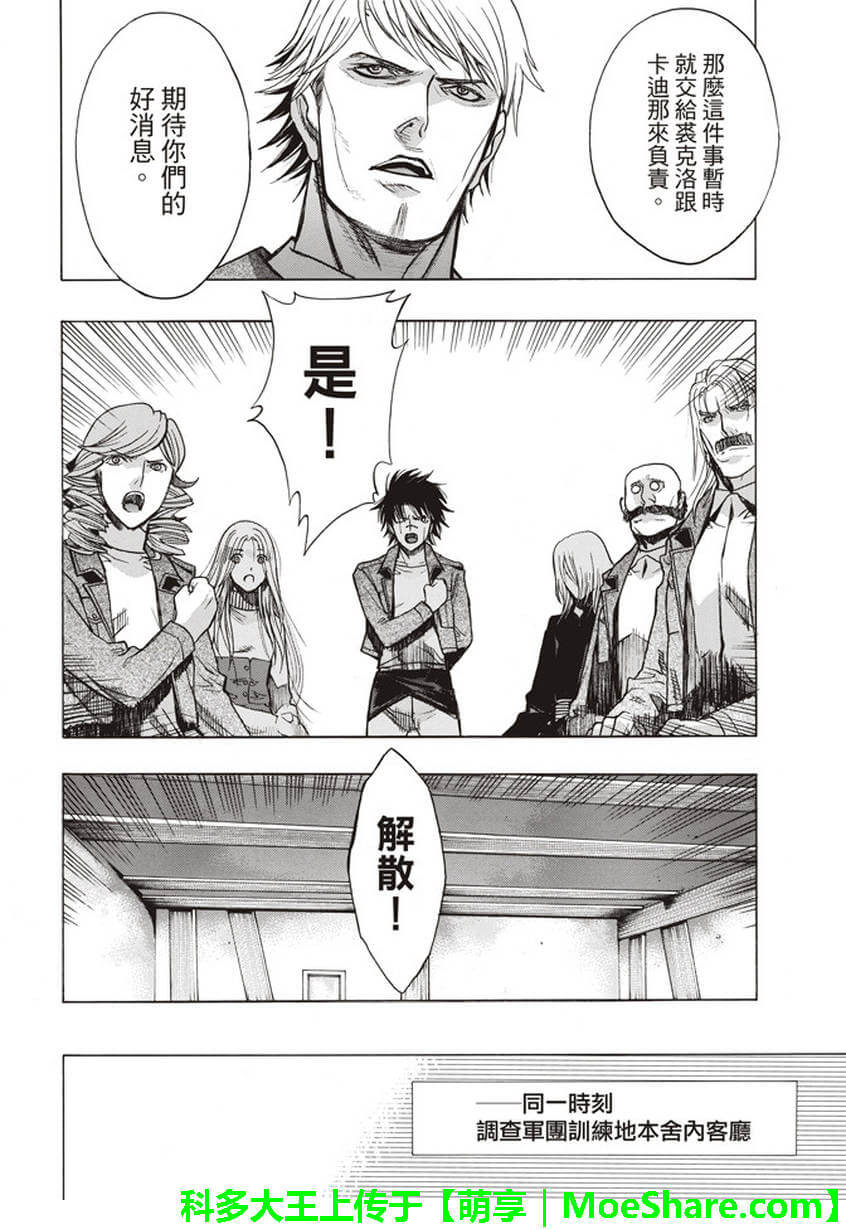 那麼這件事暫時
就交給裘克洛跟
卡迪那來負責。
期待你們的
好消息。
是！
解散！
——同一時刻
調查軍團訓練地本舍內客廳
科多大王上传于【萌享｜MoeShare.com】